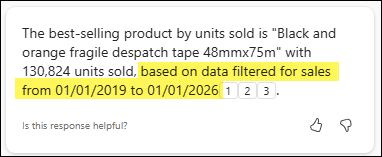 The best-selling product by units sold is "Black and
orange fragile despatch tape 48mmx75m" with
130,824 units sold, based on data filtered for sales
from 01/01/2019 to 01/01/2026 1 2 3 .
Is this response helpful?